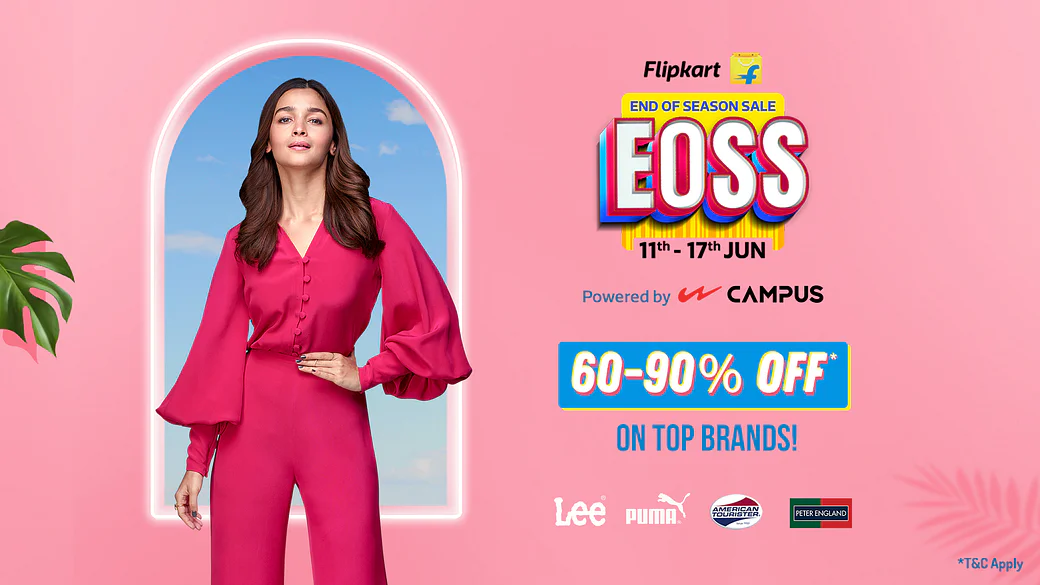 Flipkart
END OF SEASON SALE
EOSS
11th - 17th JUN
Powered by CAMPUS
60-90% OFF*
ON TOP BRANDS!
Lee® PUMA® AMERICAN TOURISTER. PETER ENGLAND
*T&C Apply